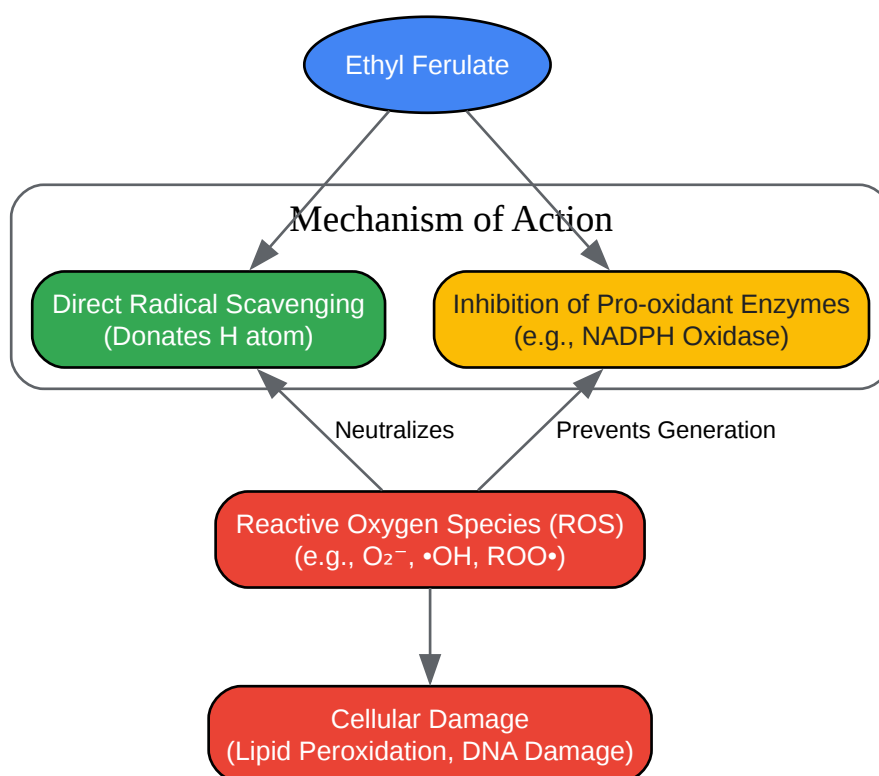 Ethyl Ferulate
Mechanism of Action
Direct Radical Scavenging
(Donates H atom)
Inhibition of Pro-oxidant Enzymes
(e.g., NADPH Oxidase)
Neutralizes
Prevents Generation
Reactive Oxygen Species (ROS)
(e.g., O₂⁻, •OH, ROO•)
Cellular Damage
(Lipid Peroxidation, DNA Damage)